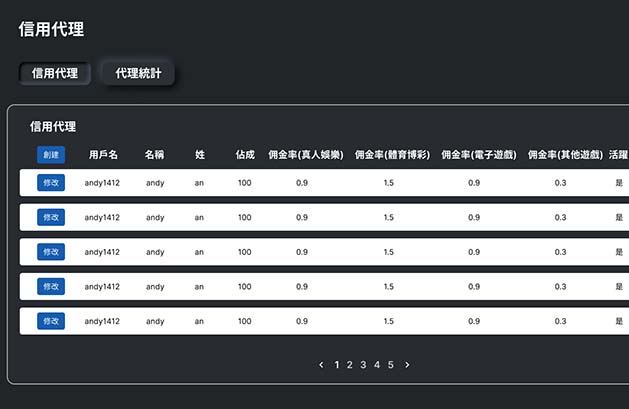 信用代理
信用代理 代理統計
信用代理
創建 用戶名 名稱 姓 佔成 佣金率(真人娛樂) 佣金率(體育博彩) 佣金率(電子遊戲) 佣金率(其他遊戲) 活躍
修改 andy1412 andy an 100 0.9 1.5 0.9 0.3 是
修改 andy1412 andy an 100 0.9 1.5 0.9 0.3 是
修改 andy1412 andy an 100 0.9 1.5 0.9 0.3 是
修改 andy1412 andy an 100 0.9 1.5 0.9 0.3 是
修改 andy1412 andy an 100 0.9 1.5 0.9 0.3 是
‹ 1 2 3 4 5 ›